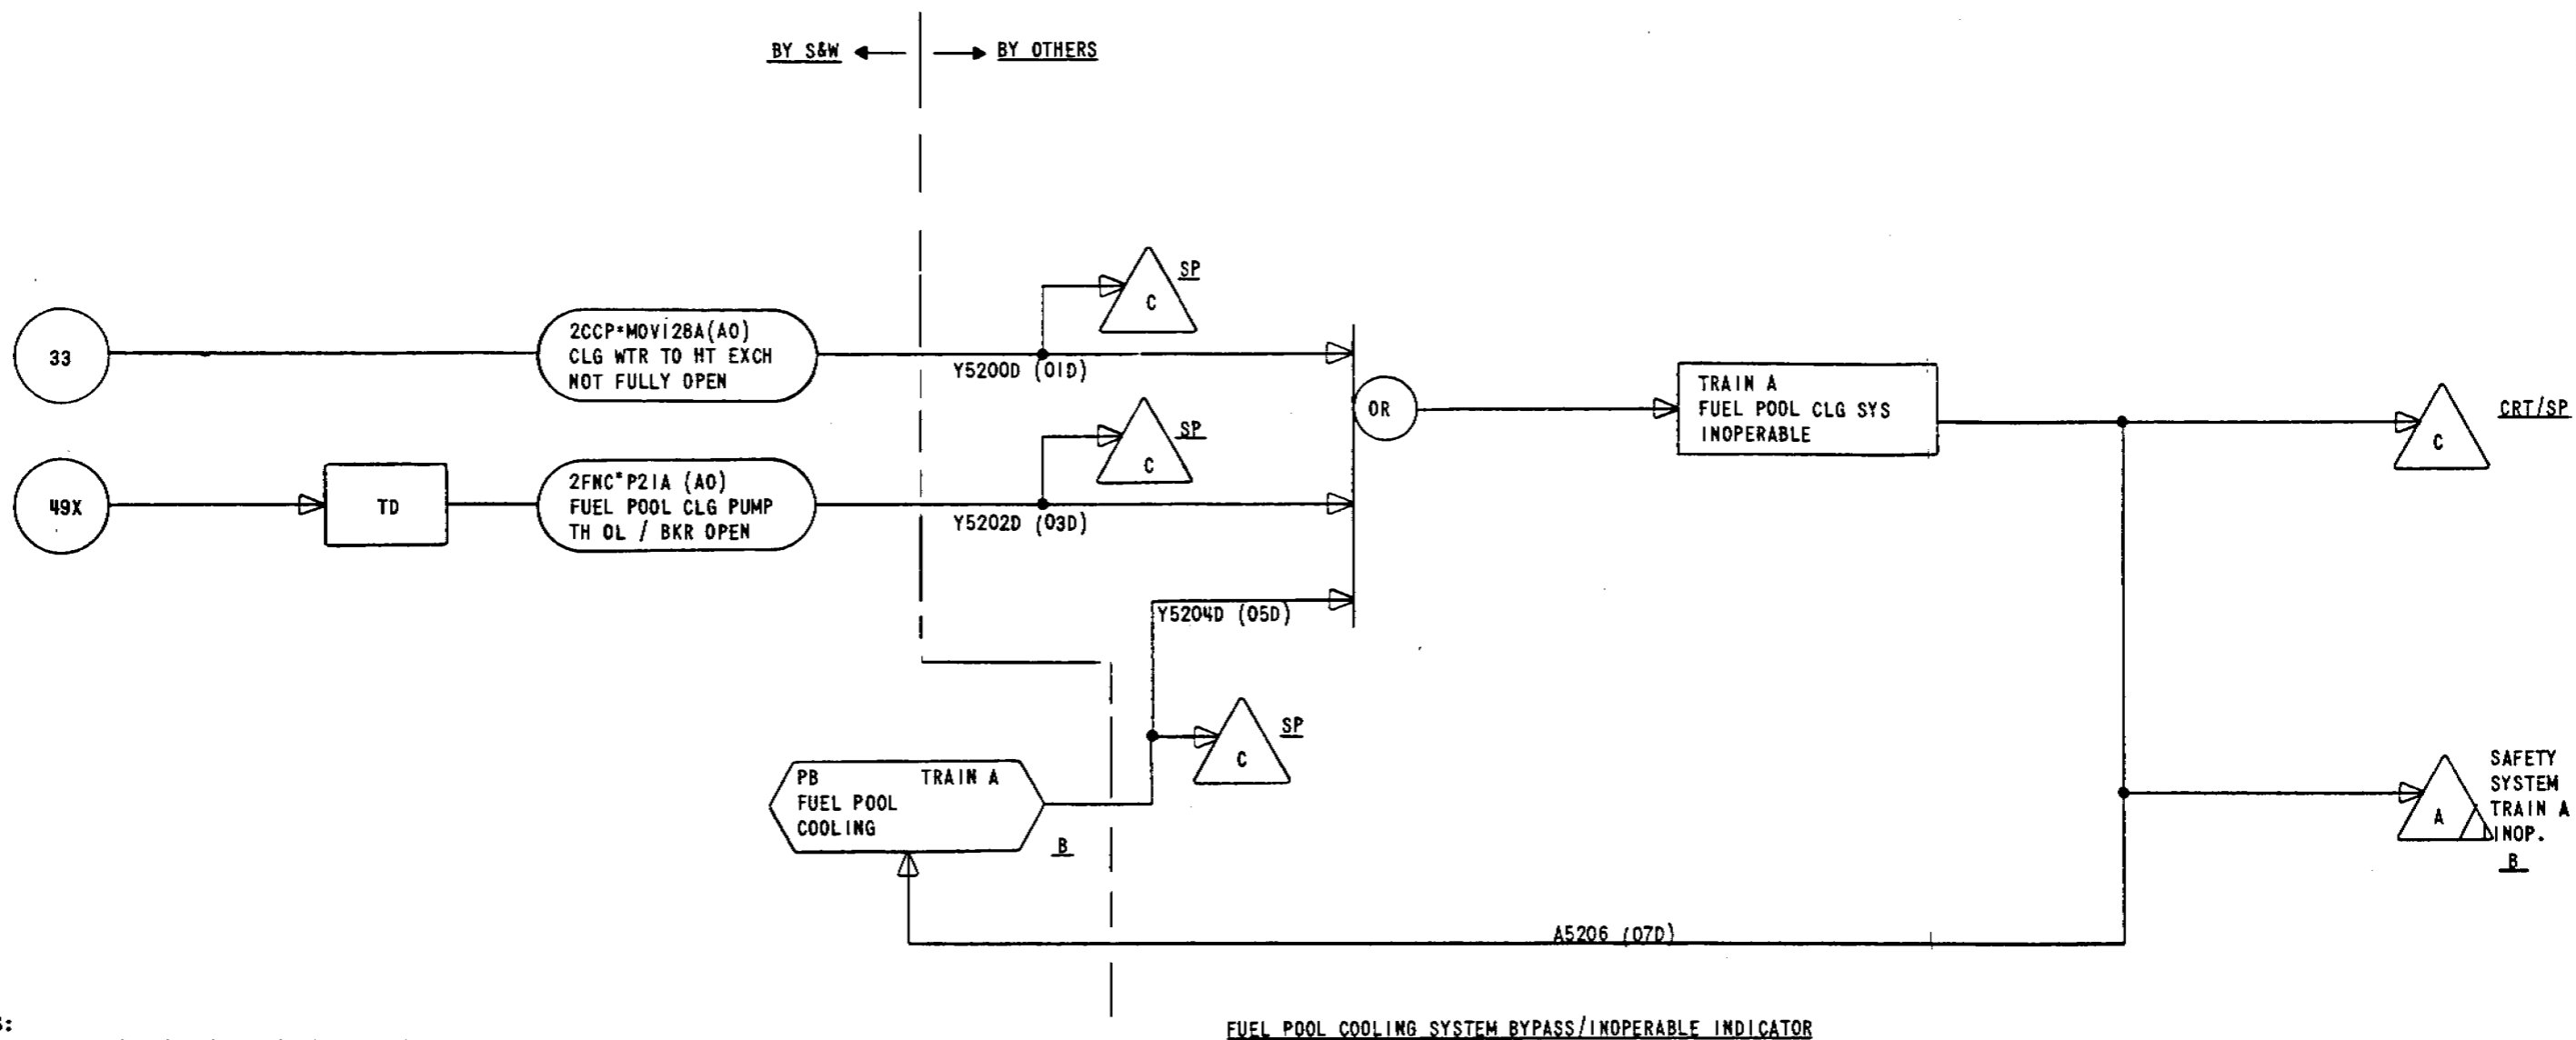 BY S&W
BY OTHERS
SP
C
33
2CCP*MOV128A(AO)
CLG WTR TO HT EXCH
NOT FULLY OPEN
Y5200D (01D)
TRAIN A
FUEL POOL CLG SYS
INOPERABLE
OR
CRT/SP
C
SP
C
49X
TD
2FNC*P21A (AO)
FUEL POOL CLG PUMP
TH OL / BKR OPEN
Y5202D (03D)
Y5204D (05D)
SP
C
PB TRAIN A
FUEL POOL
COOLING
B
SAFETY
SYSTEM
TRAIN A
INOP.
A
B
A5206 (07D)
FUEL POOL COOLING SYSTEM BYPASS/INOPERABLE INDICATOR